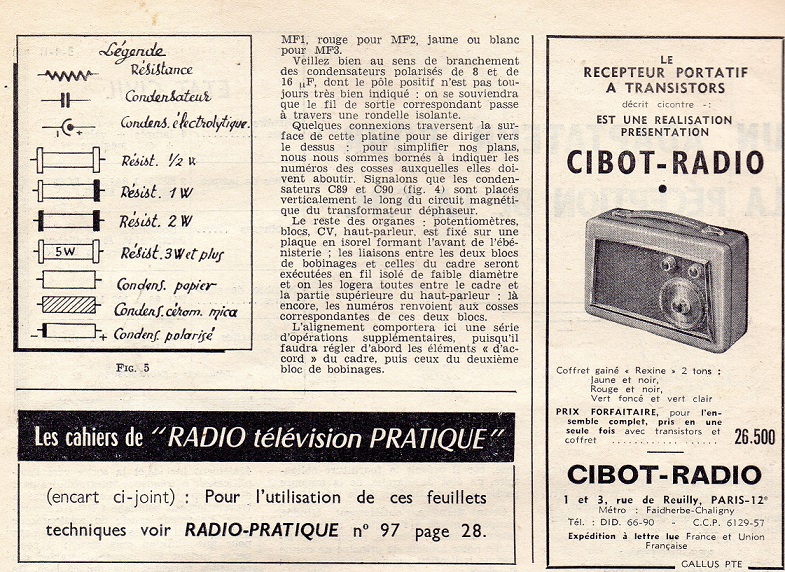 Légende
Résistance
Condensateur
Condens. électrolytique.
Résist. 1/2 W
Résist. 1 W
Résist. 2 W
5W Résist. 3W et plus
Condens. papier
Condens. céram. mica
Condens. polarisé
- +
FIG. 5
MF1, rouge pour MF2, jaune ou blanc
pour MF3.
Veillez bien au sens de branchement
des condensateurs polarisés de 8 et de
16 µF, dont le pôle positif n'est pas tou-
jours très bien indiqué : on se souviendra
que le fil de sortie correspondant passe
à travers une rondelle isolante.
Quelques connexions traversent la sur-
face de cette platine pour se diriger vers
le dessus : pour simplifier nos plans,
nous nous sommes bornés à indiquer les
numéros des cosses auxquelles elles doi-
vent aboutir. Signalons que les conden-
sateurs C89 et C90 (fig. 4) sont placés
verticalement le long du circuit magnéti-
que du transformateur déphaseur.
Le reste des organes : potentiomètres,
blocs, CV, haut-parleur, est fixé sur une
plaque en isorel formant l'avant de l'ébé-
nisterie ; les liaisons entre les deux blocs
de bobinages et celles du cadre seront
exécutées en fil isolé de faible diamètre
et on les logera toutes entre le cadre et
la partie supérieure du haut-parleur ; là
encore, les numéros renvoient aux cosses
correspondantes de ces deux blocs.
L'alignement comportera ici une série
d'opérations supplémentaires, puisqu'il
faudra régler d'abord les éléments « d'ac-
cord » du cadre, puis ceux du deuxième
bloc de bobinages.
Les cahiers de "RADIO télévision PRATIQUE"
(encart ci-joint) : Pour l'utilisation de ces feuillets
techniques voir RADIO-PRATIQUE n° 97 page 28.
LE
RECEPTEUR PORTATIF
A TRANSISTORS
décrit cicontre -:
EST UNE REALISATION
PRESENTATION
CIBOT-RADIO
Coffret gainé « Rexine » 2 tons :
Jaune et noir,
Rouge et noir,
Vert foncé et vert clair
PRIX FORFAITAIRE, pour l'en-
semble complet, pris en une
seule fois avec transistors et
coffret .................. 26.500
CIBOT-RADIO
1 et 3, rue de Reuilly, PARIS-12e
Métro : Faidherbe-Chaligny
Tél. : DID. 66-90 - C.C.P. 6129-57
Expédition à lettre lue France et Union
Française
GALLUS PTE